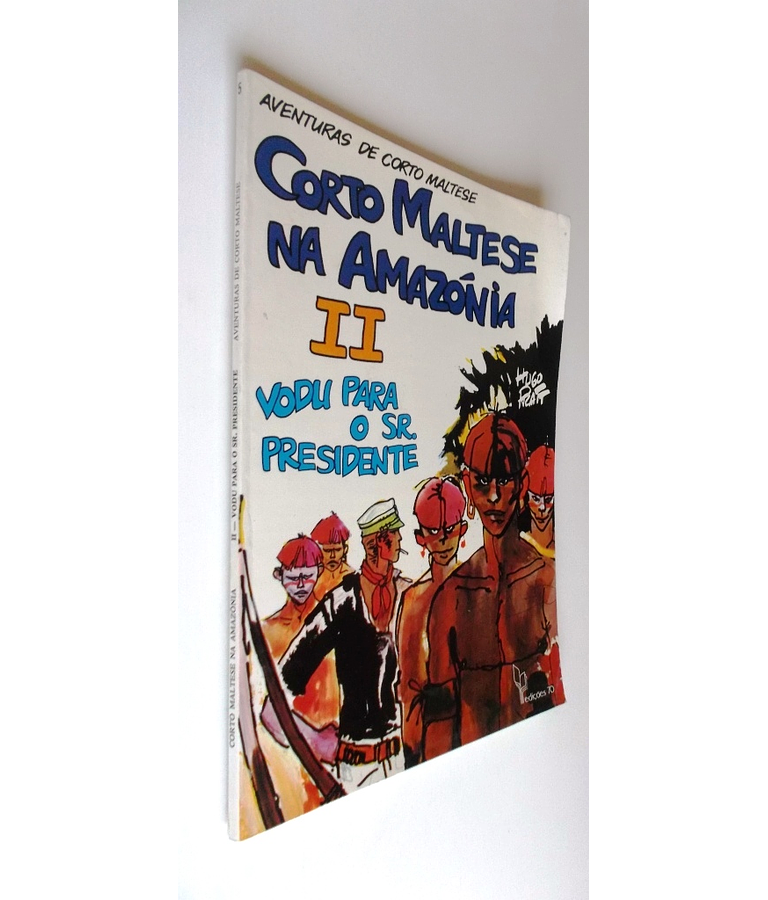 AVENTURAS DE CORTO MALTESE
CORTO MALTESE
NA AMAZÓNIA
II
VODU PARA
O SR.
PRESIDENTE
HUGO
PRATT
edições 70
CORTO MALTESE NA AMAZÓNIA II — VODU PARA O SR. PRESIDENTE AVENTURAS DE CORTO MALTESE 5